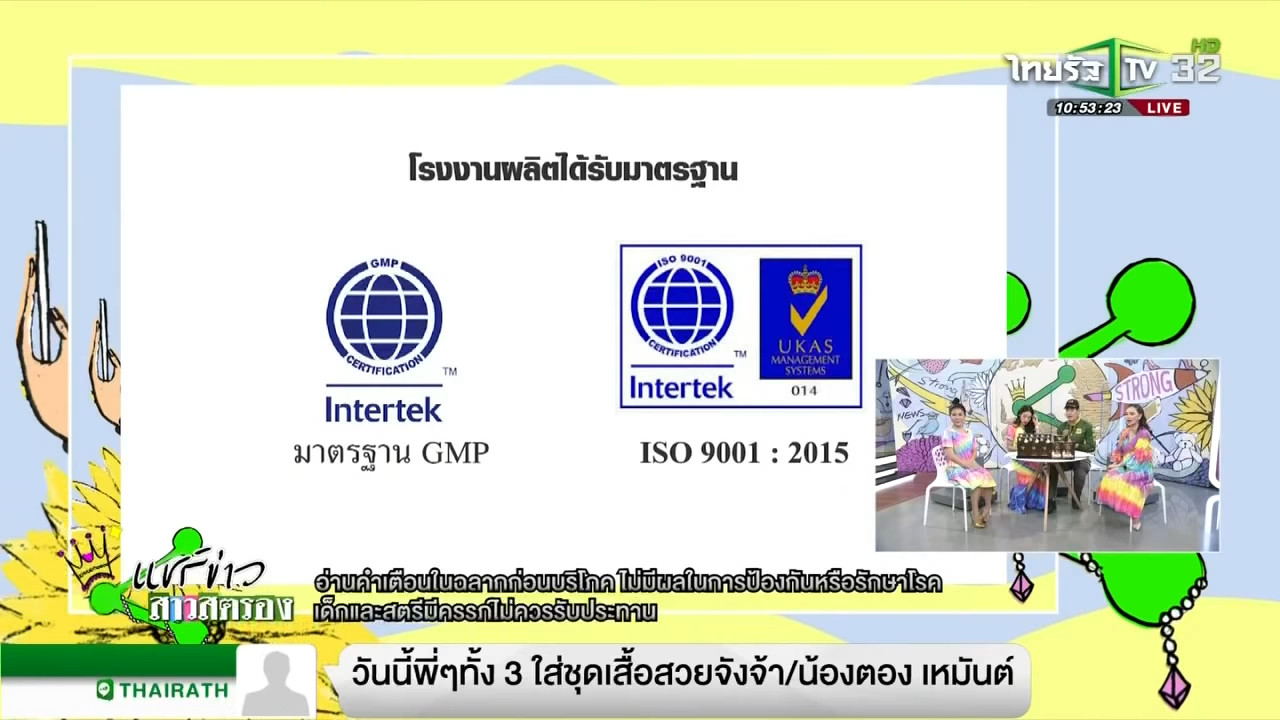 ไทยรัฐ TV 32 HD
10:53:23 LIVE
โรงงานผลิตได้รับมาตรฐาน
GMP
CERTIFICATION
TM
Intertek
มาตรฐาน GMP
ISO 9001
CERTIFICATION
TM
Intertek
UKAS
MANAGEMENT
SYSTEMS
014
ISO 9001 : 2015
Strong
NEWS
STRONG
แชร์ข่าว
สาวสตรอง
อ่านคำเตือนในฉลากก่อนบริโภค ไม่มีผลในการป้องกันหรือรักษาโรค
เด็กและสตรีมีครรภ์ไม่ควรรับประทาน
THAIRATH
วันนี้พี่ๆทั้ง 3 ใส่ชุดเสื้อสวยจังจ้า/น้องตอง เหมันต์